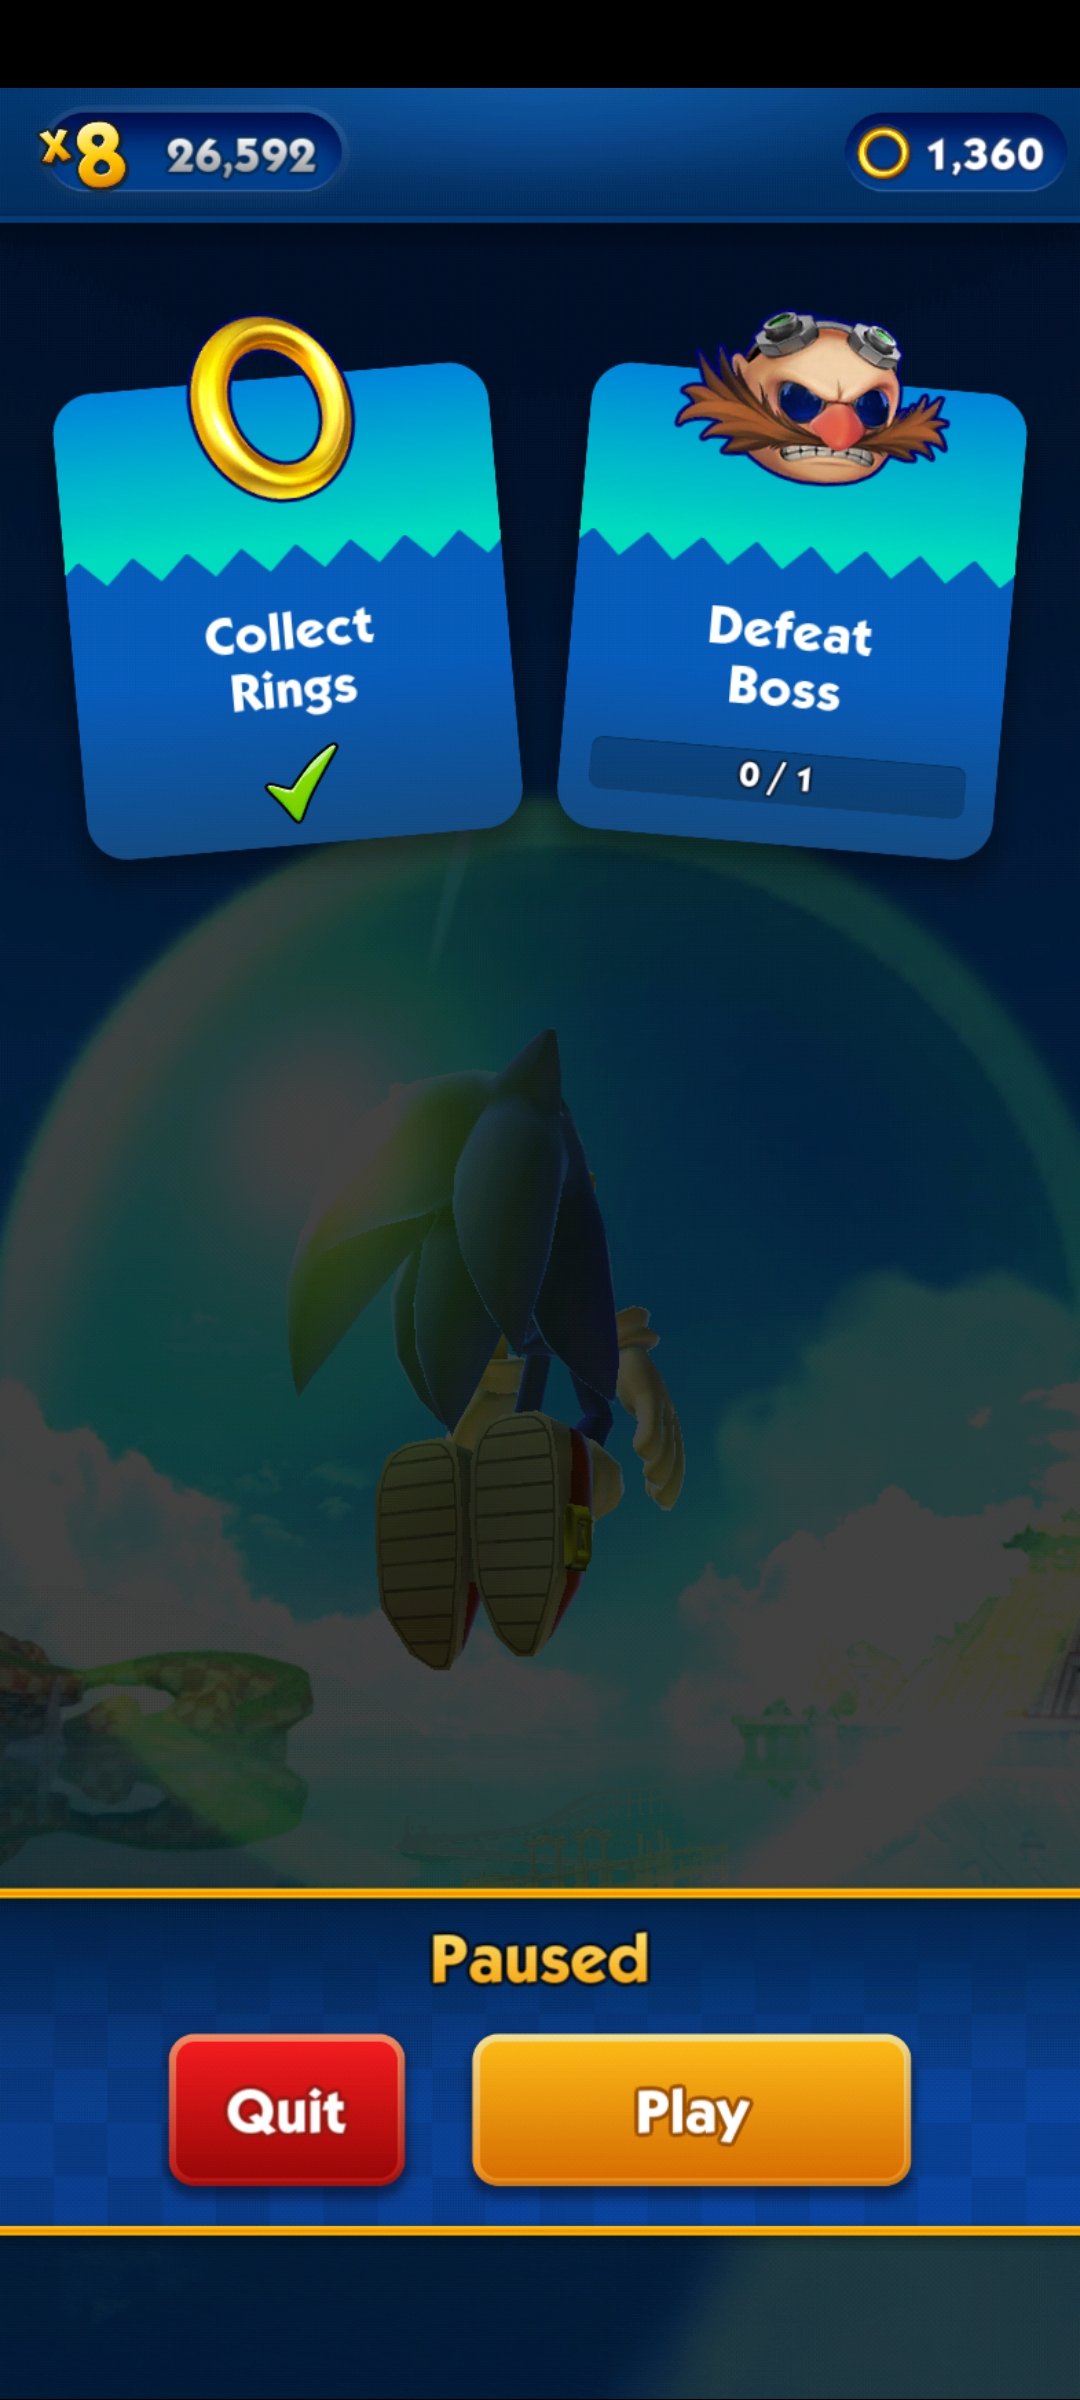 x8 26,592 1,360
Collect
Rings
Defeat
Boss
0 / 1
Paused
Quit Play